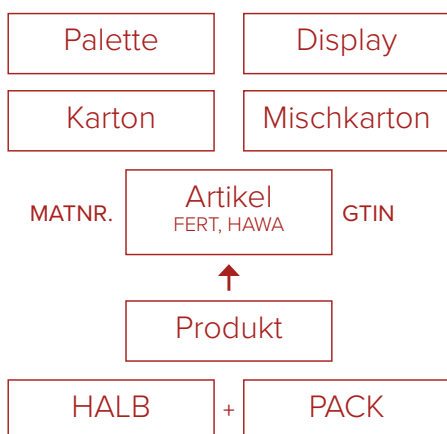 Palette
Display
Karton
Mischkarton
MATNR.
Artikel
FERT, HAWA
GTIN
Produkt
HALB
+
PACK